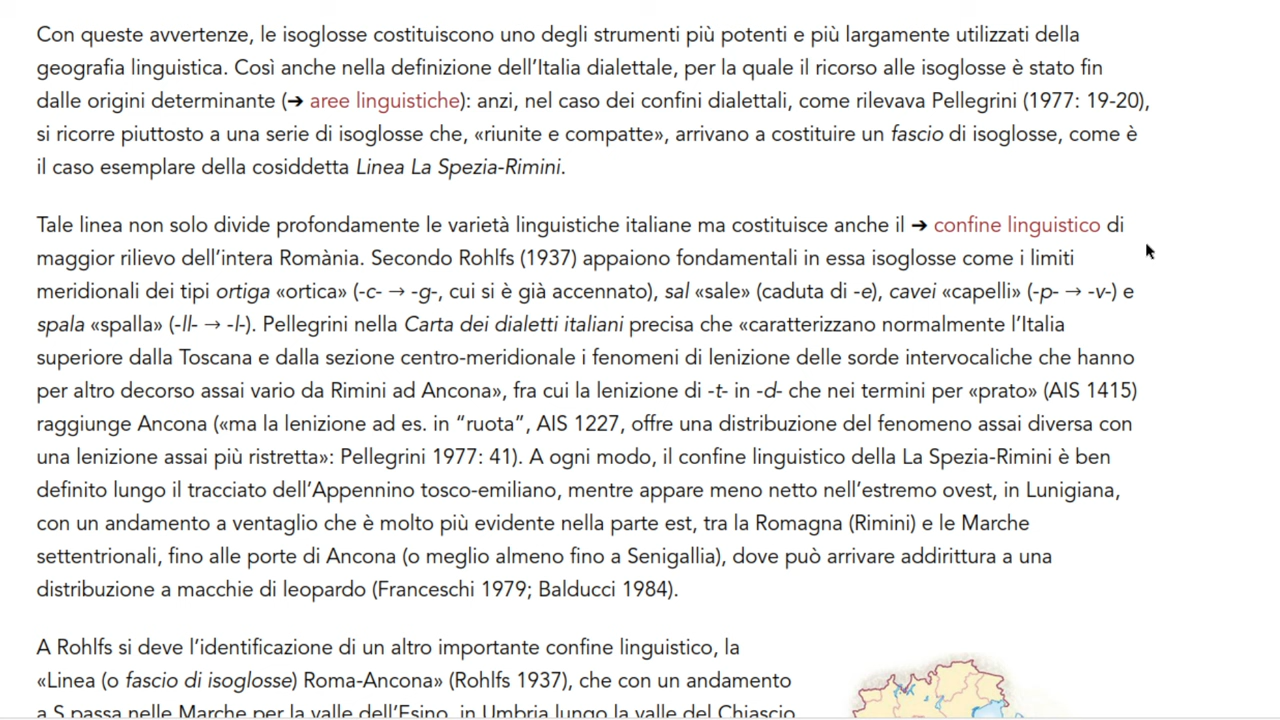 Con queste avvertenze, le isoglosse costituiscono uno degli strumenti più potenti e più largamente utilizzati della
geografia linguistica. Così anche nella definizione dell’Italia dialettale, per la quale il ricorso alle isoglosse è stato fin
dalle origini determinante (➔ aree linguistiche): anzi, nel caso dei confini dialettali, come rilevava Pellegrini (1977: 19-20),
si ricorre piuttosto a una serie di isoglosse che, «riunite e compatte», arrivano a costituire un fascio di isoglosse, come è
il caso esemplare della cosiddetta Linea La Spezia-Rimini.
Tale linea non solo divide profondamente le varietà linguistiche italiane ma costituisce anche il ➔ confine linguistico di
maggior rilievo dell’intera Romània. Secondo Rohlfs (1937) appaiono fondamentali in essa isoglosse come i limiti
meridionali dei tipi ortiga «ortica» (-c- → -g-, cui si è già accennato), sal «sale» (caduta di -e), cavei «capelli» (-p- → -v-) e
spala «spalla» (-ll- → -l-). Pellegrini nella Carta dei dialetti italiani precisa che «caratterizzano normalmente l’Italia
superiore dalla Toscana e dalla sezione centro-meridionale i fenomeni di lenizione delle sorde intervocaliche che hanno
per altro decorso assai vario da Rimini ad Ancona», fra cui la lenizione di -t- in -d- che nei termini per «prato» (AIS 1415)
raggiunge Ancona («ma la lenizione ad es. in “ruota”, AIS 1227, offre una distribuzione del fenomeno assai diversa con
una lenizione assai più ristretta»: Pellegrini 1977: 41). A ogni modo, il confine linguistico della La Spezia-Rimini è ben
definito lungo il tracciato dell’Appennino tosco-emiliano, mentre appare meno netto nell’estremo ovest, in Lunigiana,
con un andamento a ventaglio che è molto più evidente nella parte est, tra la Romagna (Rimini) e le Marche
settentrionali, fino alle porte di Ancona (o meglio almeno fino a Senigallia), dove può arrivare addirittura a una
distribuzione a macchie di leopardo (Franceschi 1979; Balducci 1984).
A Rohlfs si deve l’identificazione di un altro importante confine linguistico, la
«Linea (o fascio di isoglosse) Roma-Ancona» (Rohlfs 1937), che con un andamento
a S passa nelle Marche per la valle dell’Esino, in Umbria lungo la valle del Chiascio